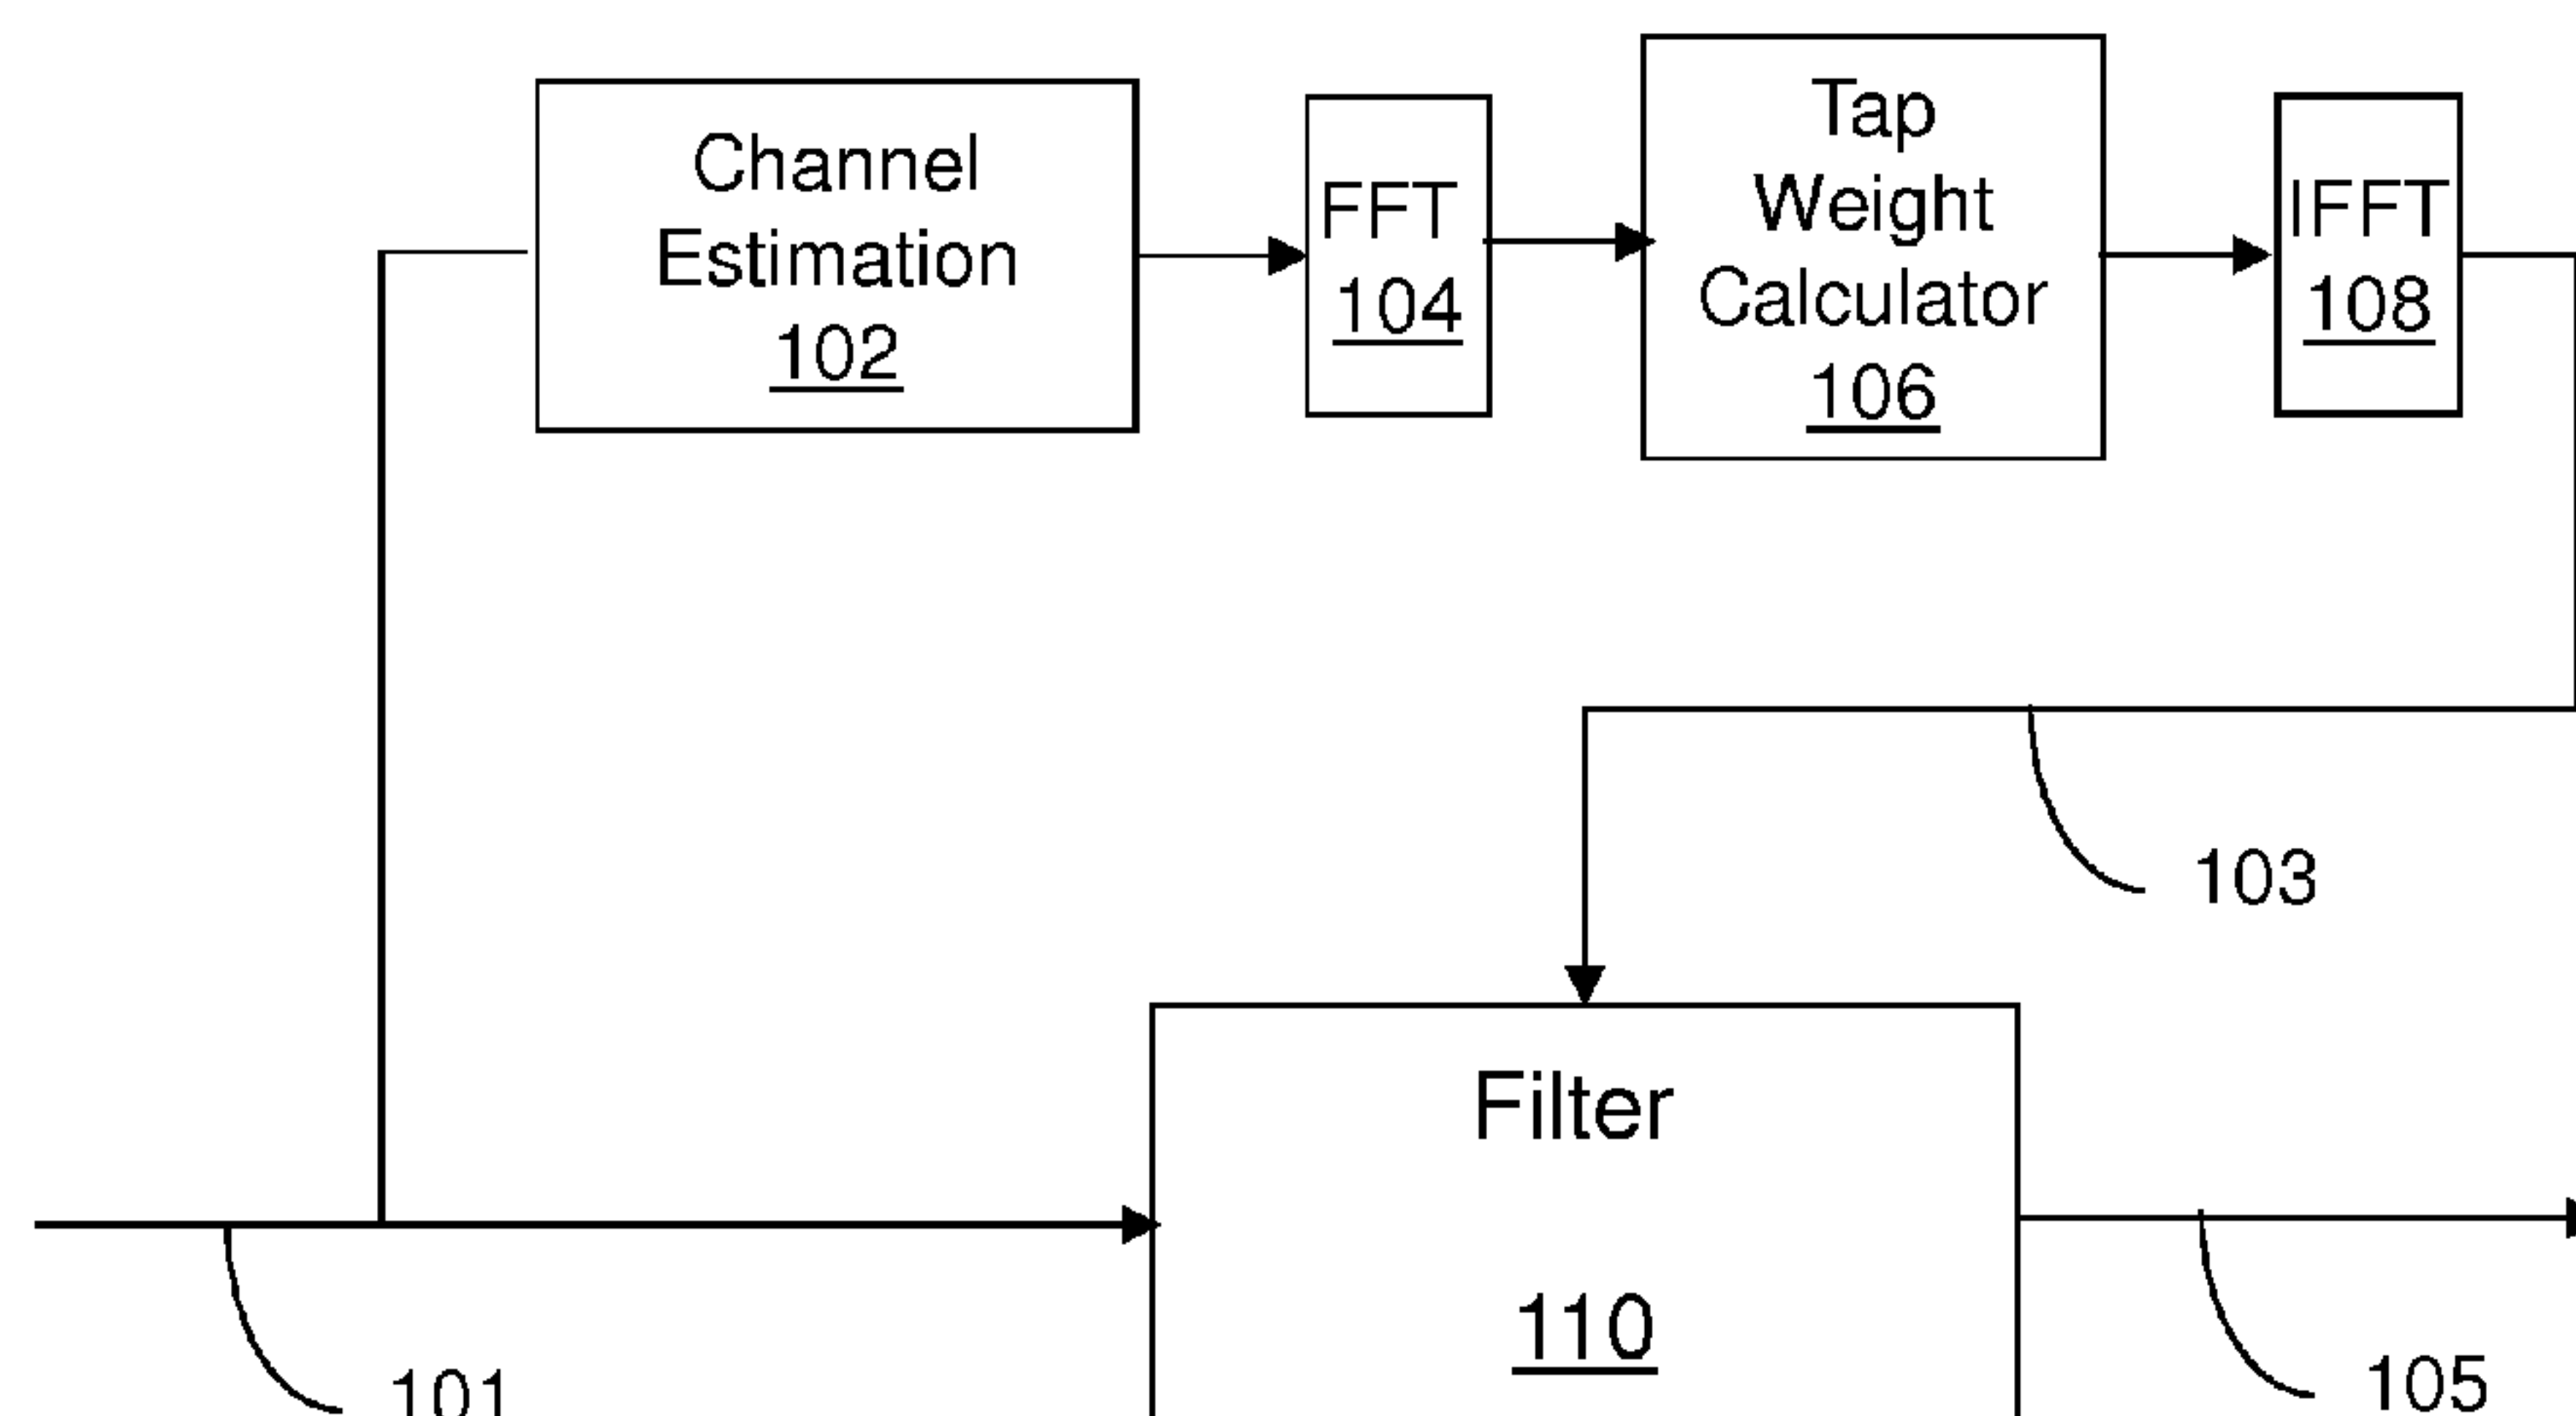 Channel
Estimation
102
FFT
104
Tap
Weight
Calculator
106
IFFT
108
103
Filter
110
101
105